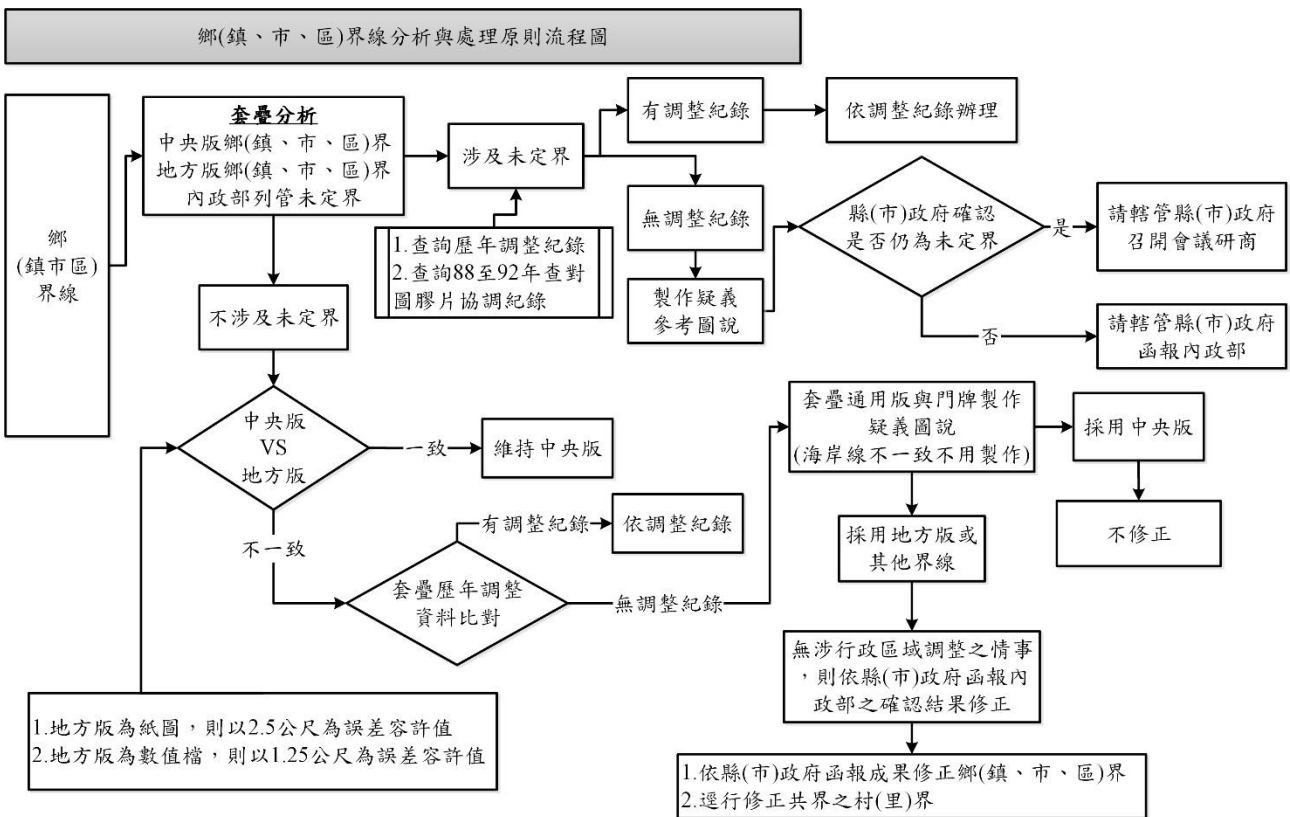 鄉(鎮、市、區)界線分析與處理原則流程圖
鄉
(鎮市區)
界線
套疊分析
中央版鄉(鎮、市、區)界
地方版鄉(鎮、市、區)界
內政部列管未定界
涉及未定界
1.查詢歷年調整紀錄
2.查詢88至92年查對
圖膠片協調紀錄
有調整紀錄
依調整紀錄辦理
無調整紀錄
製作疑義
參考圖說
縣(市)政府確認
是否仍為未定界
是
請轄管縣(市)政府
召開會議研商
否
請轄管縣(市)政府
函報內政部
不涉及未定界
中央版
VS
地方版
一致
維持中央版
不一致
套疊歷年調整
資料比對
有調整紀錄
依調整紀錄
無調整紀錄
套疊通用版與門牌製作
疑義圖說
(海岸線不一致不用製作)
採用中央版
不修正
採用地方版或
其他界線
無涉行政區域調整之情事
，則依縣(市)政府函報內
政部之確認結果修正
1.依縣(市)政府函報成果修正鄉(鎮、市、區)界
2.逕行修正共界之村(里)界
1.地方版為紙圖，則以2.5公尺為誤差容許值
2.地方版為數值檔，則以1.25公尺為誤差容許值